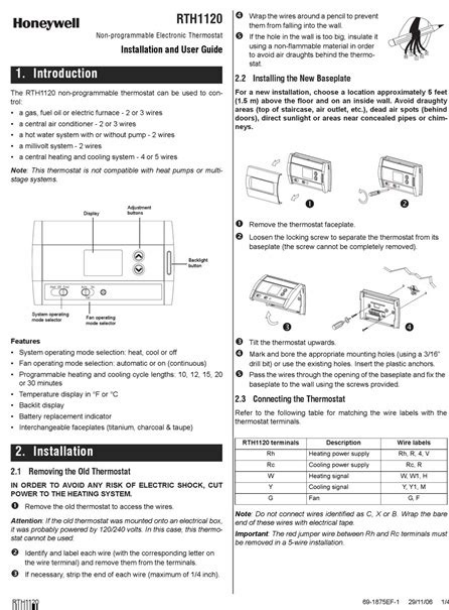 Honeywell
RTH1120
Non-programmable Electronic Thermostat
Installation and User Guide
1. Introduction
The RTH1120 non-programmable thermostat can be used to con-
trol:
• a gas, fuel oil or electric furnace - 2 or 3 wires
• a central air conditioner - 2 or 3 wires
• a hot water system with or without pump - 2 wires
• a millivolt system - 2 wires
• a central heating and cooling system - 4 or 5 wires
Note: This thermostat is not compatible with heat pumps or multi-
stage systems.
Display
Adjustment
buttons
Backlight
button
System operating
mode selector
Fan operating
mode selector
Features
• System operating mode selection: heat, cool or off
• Fan operating mode selection: automatic or on (continuous)
• Programmable heating and cooling cycle lengths: 10, 12, 15, 20
or 30 minutes
• Temperature display in °F or °C
• Backlit display
• Battery replacement indicator
• Interchangeable faceplates (titanium, charcoal & taupe)
2. Installation
2.1 Removing the Old Thermostat
IN ORDER TO AVOID ANY RISK OF ELECTRIC SHOCK, CUT
POWER TO THE HEATING SYSTEM.
❶ Remove the old thermostat to access the wires.
Attention: If the old thermostat was mounted onto an electrical box,
it was probably powered by 120/240 volts. In this case, this thermo-
stat cannot be used.
❷ Identify and label each wire (with the corresponding letter on
the wire terminal) and remove them from the terminals.
❸ If necessary, strip the end of each wire (maximum of 1/4 inch).
❹ Wrap the wires around a pencil to prevent
them from falling into the wall.
❺ If the hole in the wall is too big, insulate it
using a non-flammable material in order
to avoid air draughts behind the thermo-
stat.
2.2 Installing the New Baseplate
For a new installation, choose a location approximately 5 feet
(1.5 m) above the floor and on an inside wall. Avoid draughty
areas (top of staircase, air outlet, etc.), dead air spots (behind
doors), direct sunlight or areas near concealed pipes or chim-
neys.
❶ ❷
❶ Remove the thermostat faceplate.
❷ Loosen the locking screw to separate the thermostat from its
baseplate (the screw cannot be completely removed).
❸ ❹
❸ Tilt the thermostat upwards.
❹ Mark and bore the appropriate mounting holes (using a 3/16"
drill bit) or use the existing holes. Insert the plastic anchors.
❺ Pass the wires through the opening of the baseplate and fix the
baseplate to the wall using the screws provided.
2.3 Connecting the Thermostat
Refer to the following table for matching the wire labels with the
thermostat terminals.
RTH1120 terminals Description Wire labels
Rh Heating power supply Rh, R, 4, V
Rc Cooling power supply Rc, R
W Heating signal W, W1, H
Y Cooling signal Y, Y1, M
G Fan G, F
Note: Do not connect wires identified as C, X or B. Wrap the bare
end of these wires with electrical tape.
Important: The red jumper wire between Rh and Rc terminals must
be removed in a 5-wire installation.
RTH1120
69-1875EF-1 29/11/06 1/4